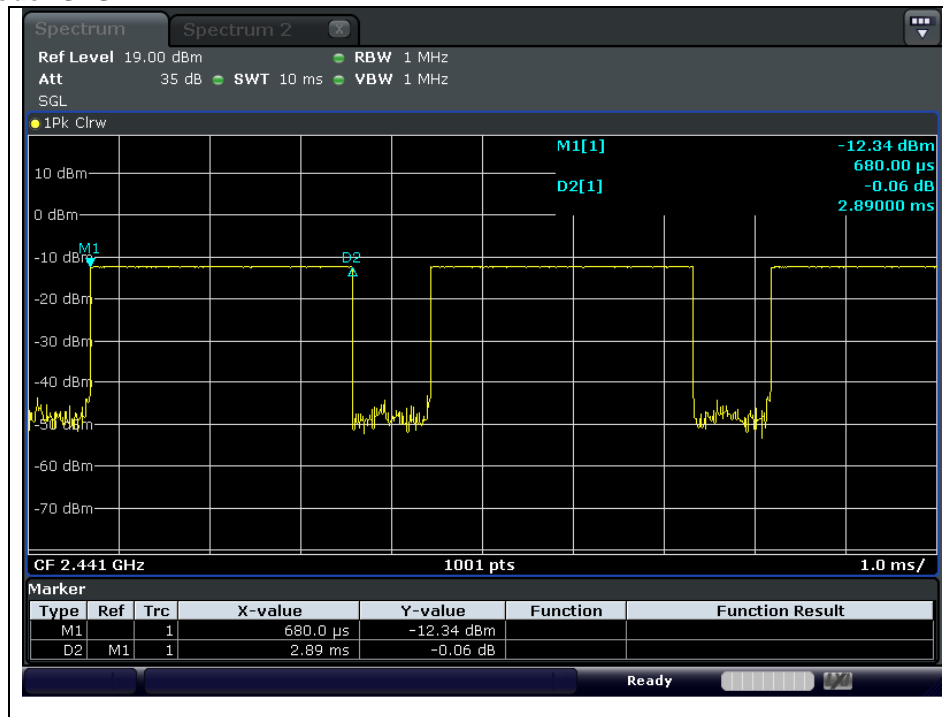 Spectrum Spectrum 2 X
Ref Level 19.00 dBm RBW 1 MHz
Att 35 dB SWT 10 ms VBW 1 MHz
SGL
1Pk Clrw
M1[1] -12.34 dBm
680.00 µs
D2[1] -0.06 dB
2.89000 ms
10 dBm
0 dBm
M1
D2
-10 dBm
-20 dBm
-30 dBm
-40 dBm
-50 dBm
-60 dBm
-70 dBm
CF 2.441 GHz 1001 pts 1.0 ms/
Marker
Type Ref Trc X-value Y-value Function Function Result
M1 1 680.0 µs -12.34 dBm
D2 M1 1 2.89 ms -0.06 dB
Ready